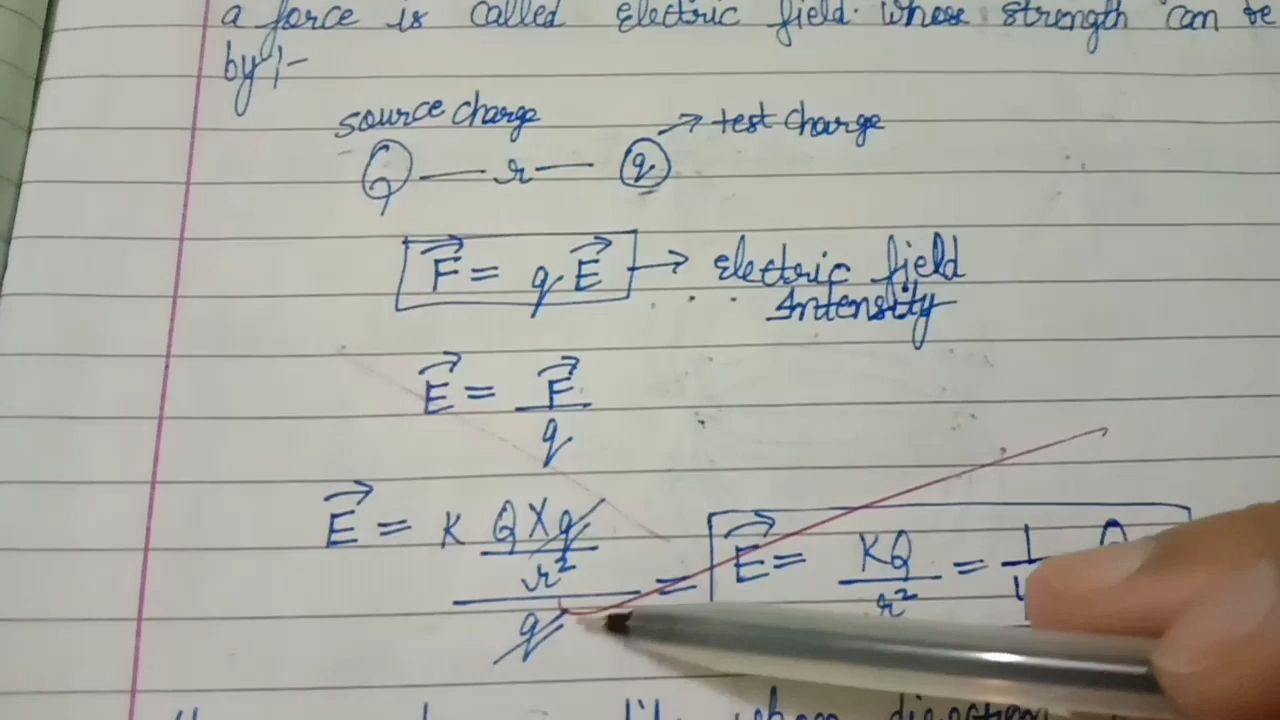 a force is called Electric field. Whose strength can be
by :-
source charge
→ test charge
Q — r — q
F⃗ = qE⃗ → Electric field
Intensity
E⃗ = F⃗ / q
E⃗ = K Q X q / r² / q = E⃗ = KQ / r² = 1